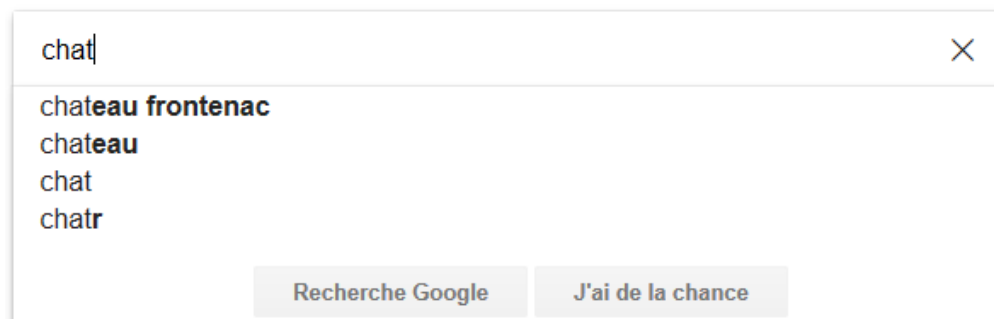 chat
chateau frontenac
chateau
chat
chatr
Recherche Google J'ai de la chance